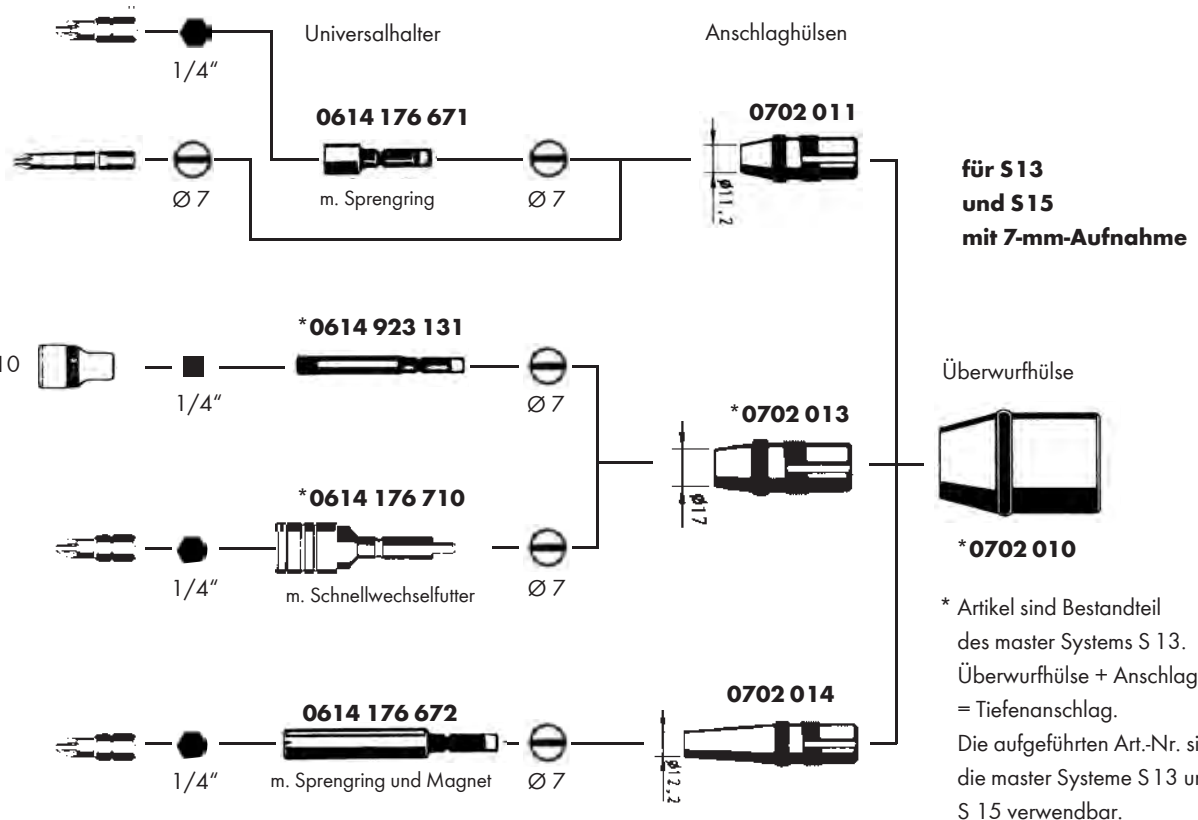 Universalhalter
Anschlaghülsen
1/4“
0614 176 671
0702 011
Ø 7
m. Sprengring
Ø 7
ø11,2
für S13
und S15
mit 7-mm-Aufnahme
*0614 923 131
10
1/4“
Ø 7
Überwurfhülse
*0702 013
ø17
*0614 176 710
*0702 010
1/4“
m. Schnellwechselfutter
Ø 7
* Artikel sind Bestandteil
des master Systems S 13.
Überwurfhülse + Anschlag
= Tiefenanschlag.
Die aufgeführten Art.-Nr.
die master Systeme S13
S 15 verwendbar.
0614 176 672
0702 014
1/4“
m. Sprengring und Magnet
Ø 7
ø12,2